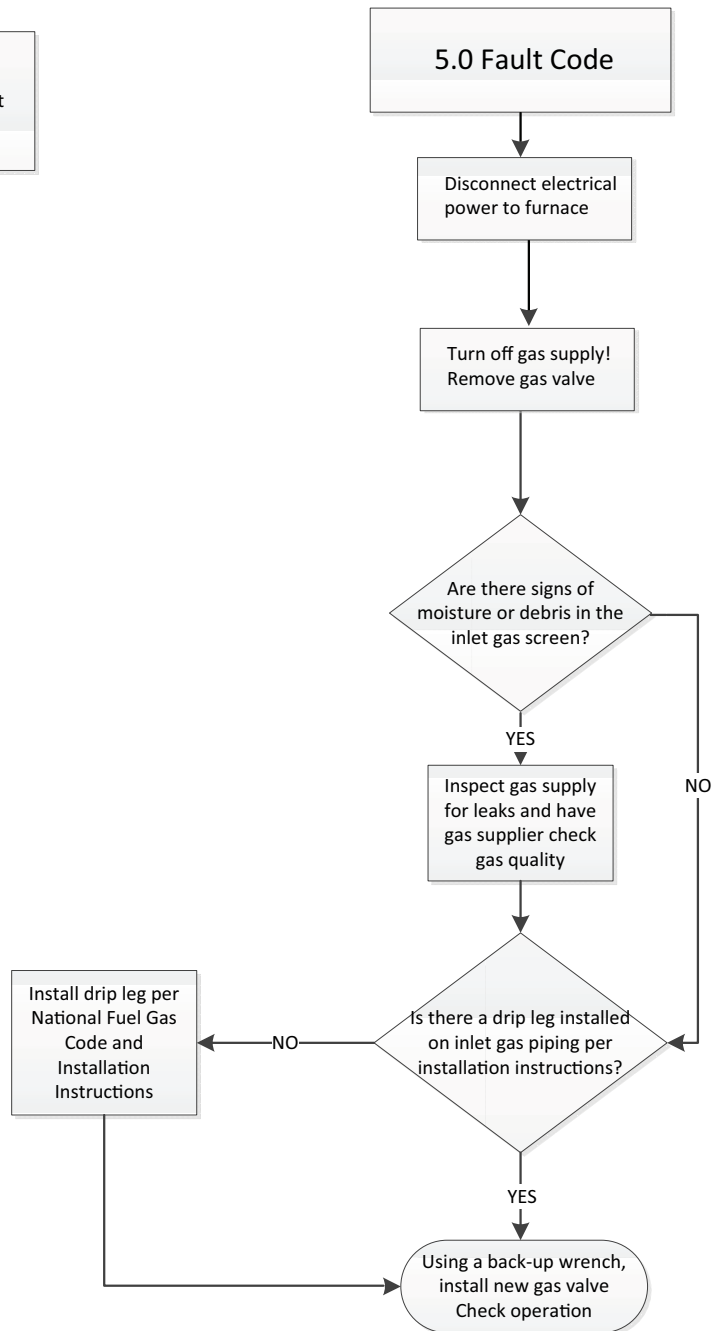 t
5.0 Fault Code
Disconnect electrical
power to furnace
Turn off gas supply!
Remove gas valve
Are there signs of
moisture or debris in the
inlet gas screen?
YES
NO
Inspect gas supply
for leaks and have
gas supplier check
gas quality
Is there a drip leg installed
on inlet gas piping per
installation instructions?
NO
Install drip leg per
National Fuel Gas
Code and
Installation
Instructions
YES
Using a back-up wrench,
install new gas valve
Check operation